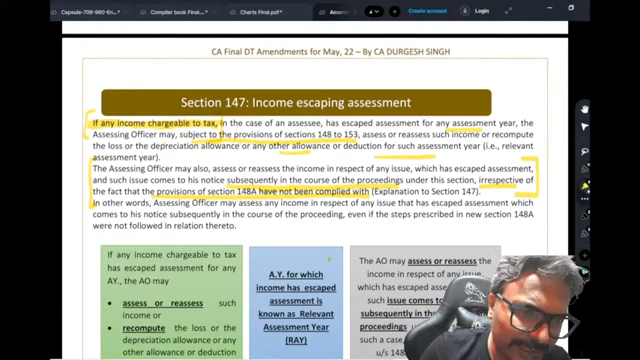 Capsule-709-960-En...
Compiler book Final...
Charts Final.pdf*
Amendmen
4
Create account
Login
CA Final DT Amendments for May, 22 - By CA DURGESH SINGH
Section 147: Income escaping assessment
If any income chargeable to tax, in the case of an assessee, has escaped assessment for any assessment year, the
Assessing Officer may, subject to the provisions of sections 148 to 153, assess or reassess such income or recompute
the loss or the depreciation allowance or any other allowance or deduction for such assessment year (i.e., relevant
assessment year).
The Assessing Officer may also, assess or reassess the income in respect of any issue, which has escaped assessment,
and such issue comes to his notice subsequently in the course of the proceedings under this section, irrespective of
the fact that the provisions of section 148A have not been complied with (Explanation to Section 147).
In other words, Assessing Officer may assess any income in respect of any issue that has escaped assessment which
comes to his notice subsequently in the course of the proceeding, even if the steps prescribed in new section 148A
were not followed in relation thereto.
If any income chargeable to tax
has escaped assessment for any
AY., the AO may
• assess or reassess such
income or
• recompute the loss or the
depreciation allowance or any
other allowance or deduction
A.Y. for which
income has escaped
assessment is
known as Relevant
Assessment Year
(RAY)
The AO may assess or reassess the
income in respect of any issue,
which has escaped asse
such issue comes to
subsequently in the
proceedings u
such a case,
u/s 148